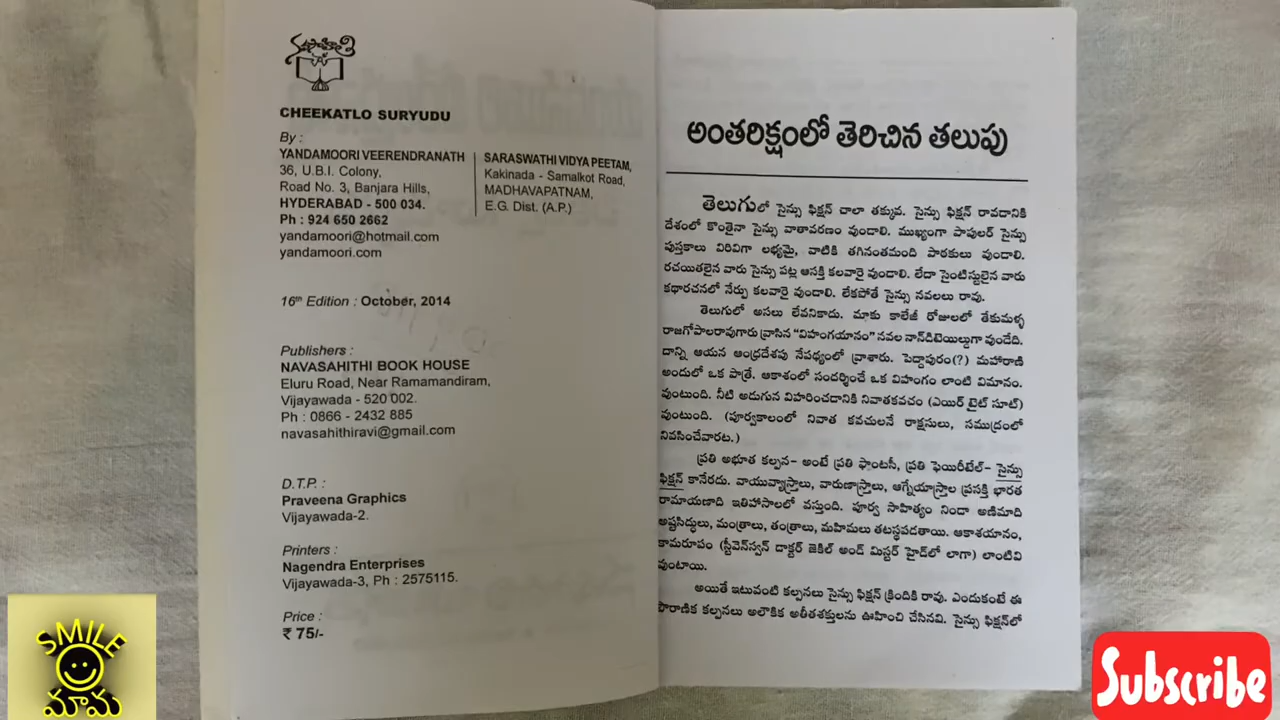 నవసాహితి
CHEEKATLO SURYUDU
By :
YANDAMOORI VEERENDRANATH
36, U.B.I. Colony,
Road No. 3, Banjara Hills,
HYDERABAD - 500 034.
Ph : 924 650 2662
yandamoori@hotmail.com
yandamoori.com
SARASWATHI VIDYA PEETAM,
Kakinada - Samalkot Road,
MADHAVAPATNAM,
E.G. Dist. (A.P.)
16th Edition : October, 2014
Publishers :
NAVASAHITHI BOOK HOUSE
Eluru Road, Near Ramamandiram,
Vijayawada - 520 002.
Ph : 0866 - 2432 885
navasahithiravi@gmail.com
D.T.P. :
Praveena Graphics
Vijayawada-2.
Printers :
Nagendra Enterprises
Vijayawada-3, Ph : 2575115.
Price :
₹ 75/-
అంతరిక్షంలో తెరిచిన తలుపు
తెలుగులో సైన్సు ఫిక్షన్ చాలా తక్కువ. సైన్సు ఫిక్షన్ రావడానికి
దేశంలో కొంతైనా సైన్సు వాతావరణం వుండాలి. ముఖ్యంగా పాపులర్ సైన్సు
పుస్తకాలు విరివిగా లభ్యమై, వాటికి తగినంతమంది పాఠకులు వుండాలి.
రచయితలైన వారు సైన్సు పట్ల ఆసక్తి కలవారై వుండాలి. లేదా సైంటిస్టులైన వారు
కథారచనలో నేర్పు కలవారై వుండాలి. లేకపోతే సైన్సు నవలలు రావు.
తెలుగులో అసలు లేవనికాదు. మాకు కాలేజీ రోజులలో తేకుమళ్ళ
రాజగోపాలరావుగారు వ్రాసిన "విహంగయానం" నవల నాన్‌డిటెయిల్డుగా వుండేది.
దాన్ని ఆయన ఆంధ్రదేశపు నేపథ్యంలో వ్రాశారు. పెద్దాపురం(?) మహారాణి
అందులో ఒక పాత్ర. ఆకాశంలో సందర్శించే ఒక విహంగం లాంటి విమానం.
వుంటుంది. నీటి అడుగున విహరించడానికి నివాతకవచం (ఎయిర్ టైట్ సూట్)
వుంటుంది. (పూర్వకాలంలో నివాత కవచులనే రాక్షసులు, సముద్రంలో
నివసించేవారట.)
ప్రతి అభూత కల్పన- అంటే ప్రతి ఫాంటసీ, ప్రతి ఫెయిరీటేల్- సైన్సు
ఫిక్షన్ కానేరదు. వాయువ్యాస్త్రాలు, వారుణాస్త్రాలు, ఆగ్నేయాస్త్రాల ప్రసక్తి భారత
రామాయణాది ఇతిహాసాలలో వస్తుంది. పూర్వ సాహిత్యం నిండా అణిమాది
అష్టసిద్ధులు, మంత్రాలు, తంత్రాలు, మహిమలు తటస్థపడతాయి. ఆకాశయానం,
కామరూపం (స్టీవెన్‌స్వన్ డాక్టర్ జెకిల్ అండ్ మిస్టర్ హైడ్‌లో లాగా) లాంటివి
వుంటాయి.
అయితే ఇటువంటి కల్పనలు సైన్సు ఫిక్షన్ క్రిందికి రావు. ఎందుకంటే ఈ
పౌరాణిక కల్పనలు అలౌకిక అతీతశక్తులను ఊహించి చేసినవి. సైన్సు ఫిక్షన్‌లో
SMILE
మామ
Subscribe